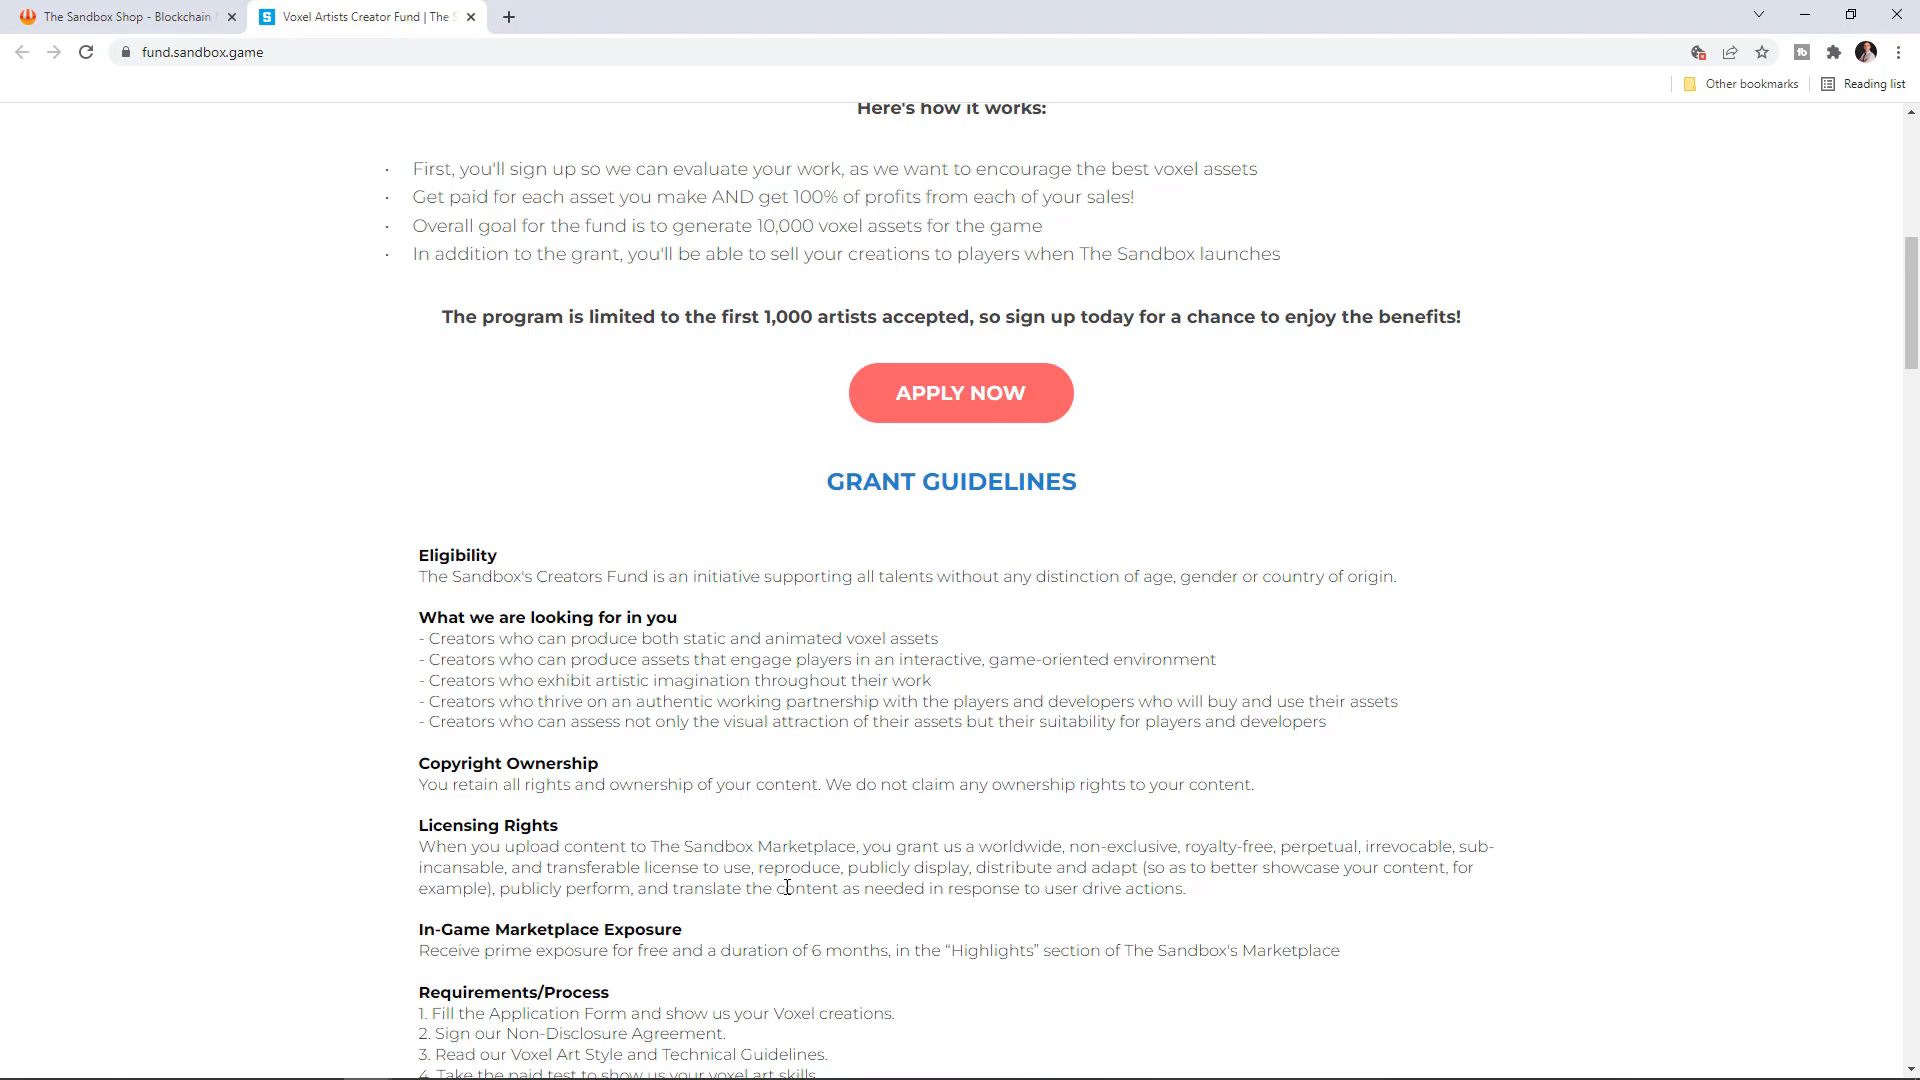 The Sandbox Shop - Blockchain
Voxel Artists Creator Fund | The S
fund.sandbox.game
Other bookmarks
Reading list
Here's how it works:
· First, you'll sign up so we can evaluate your work, as we want to encourage the best voxel assets
· Get paid for each asset you make AND get 100% of profits from each of your sales!
· Overall goal for the fund is to generate 10,000 voxel assets for the game
· In addition to the grant, you'll be able to sell your creations to players when The Sandbox launches
The program is limited to the first 1,000 artists accepted, so sign up today for a chance to enjoy the benefits!
APPLY NOW
GRANT GUIDELINES
Eligibility
The Sandbox's Creators Fund is an initiative supporting all talents without any distinction of age, gender or country of origin.
What we are looking for in you
- Creators who can produce both static and animated voxel assets
- Creators who can produce assets that engage players in an interactive, game-oriented environment
- Creators who exhibit artistic imagination throughout their work
- Creators who thrive on an authentic working partnership with the players and developers who will buy and use their assets
- Creators who can assess not only the visual attraction of their assets but their suitability for players and developers
Copyright Ownership
You retain all rights and ownership of your content. We do not claim any ownership rights to your content.
Licensing Rights
When you upload content to The Sandbox Marketplace, you grant us a worldwide, non-exclusive, royalty-free, perpetual, irrevocable, sub-
incansable, and transferable license to use, reproduce, publicly display, distribute and adapt (so as to better showcase your content, for
example), publicly perform, and translate the content as needed in response to user drive actions.
In-Game Marketplace Exposure
Receive prime exposure for free and a duration of 6 months, in the “Highlights” section of The Sandbox's Marketplace
Requirements/Process
1. Fill the Application Form and show us your Voxel creations.
2. Sign our Non-Disclosure Agreement.
3. Read our Voxel Art Style and Technical Guidelines.
4. Take the paid test to show us your voxel art skills.